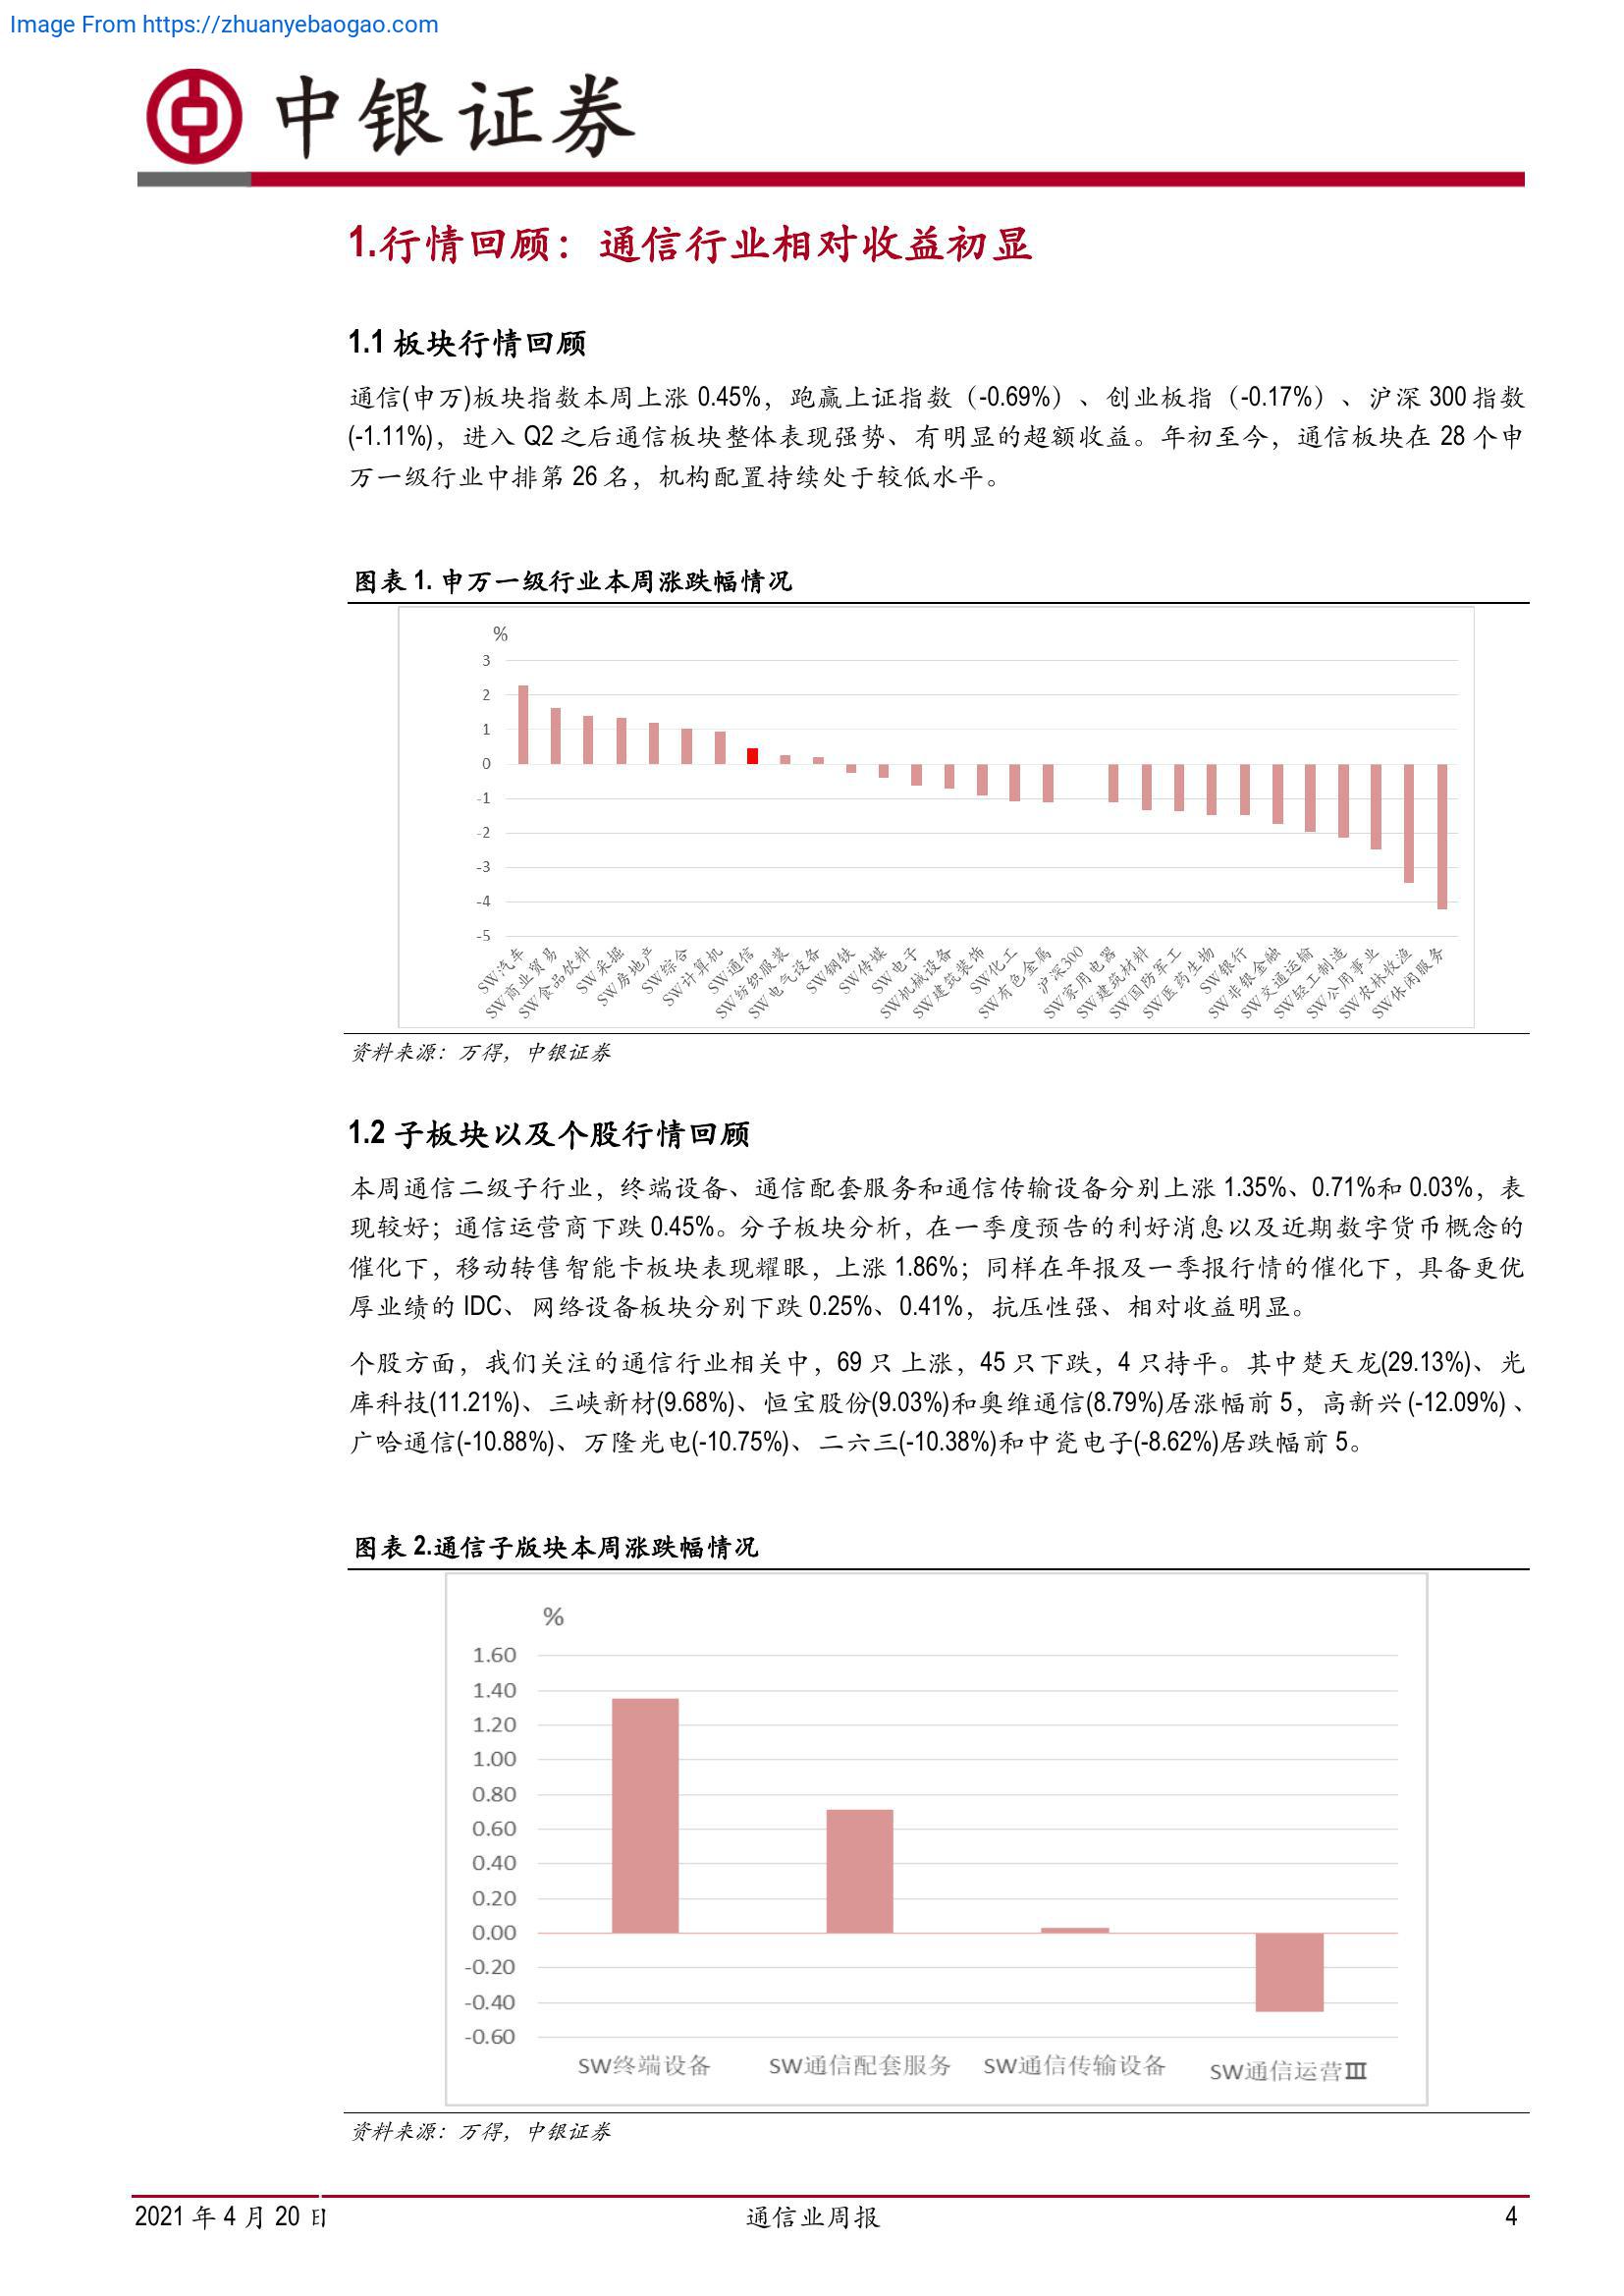 Image From https://zhuanyebaogao.com
中银证券
1.行情回顾：通信行业相对收益初显
1.1 板块行情回顾
通信(申万)板块指数本周上涨 0.45%，跑赢上证指数（-0.69%）、创业板指（-0.17%）、沪深 300 指数
(-1.11%)，进入 Q2 之后通信板块整体表现强势、有明显的超额收益。年初至今，通信板块在 28 个申
万一级行业中排第 26 名，机构配置持续处于较低水平。
图表 1. 申万一级行业本周涨跌幅情况
%
3
2
1
0
-1
-2
-3
-4
-5
SW汽车
SW商业贸易
SW食品饮料
SW采掘
SW房地产
SW综合
SW计算机
SW通信
SW纺织服装
SW电气设备
SW钢铁
SW传媒
SW电子
SW机械设备
SW建筑装饰
SW化工
SW有色金属
沪深300
SW家用电器
SW建筑材料
SW国防军工
SW医药生物
SW银行
SW非银金融
SW交通运输
SW轻工制造
SW公用事业
SW农林牧渔
SW休闲服务
资料来源：万得，中银证券
1.2 子板块以及个股行情回顾
本周通信二级子行业，终端设备、通信配套服务和通信传输设备分别上涨 1.35%、0.71%和 0.03%，表
现较好；通信运营商下跌 0.45%。分子板块分析，在一季度预告的利好消息以及近期数字货币概念的
催化下，移动转售智能卡板块表现耀眼，上涨 1.86%；同样在年报及一季报行情的催化下，具备更优
厚业绩的 IDC、 网络设备板块分别下跌 0.25%、0.41%，抗压性强、相对收益明显。
个股方面，我们关注的通信行业相关中，69 只 上涨，45 只下跌，4 只持平。其中楚天龙(29.13%)、光
库科技(11.21%)、三峡新材(9.68%)、恒宝股份(9.03%)和奥维通信(8.79%)居涨幅前 5，高新兴 (-12.09%) 、
广哈通信(-10.88%)、万隆光电(-10.75%)、二六三(-10.38%)和中瓷电子(-8.62%)居跌幅前 5。
图表 2.通信子版块本周涨跌幅情况
%
1.60
1.40
1.20
1.00
0.80
0.60
0.40
0.20
0.00
-0.20
-0.40
-0.60
SW终端设备
SW通信配套服务
SW通信传输设备
SW通信运营Ⅲ
资料来源：万得，中银证券
2021 年 4 月 20 日
通信业周报
4